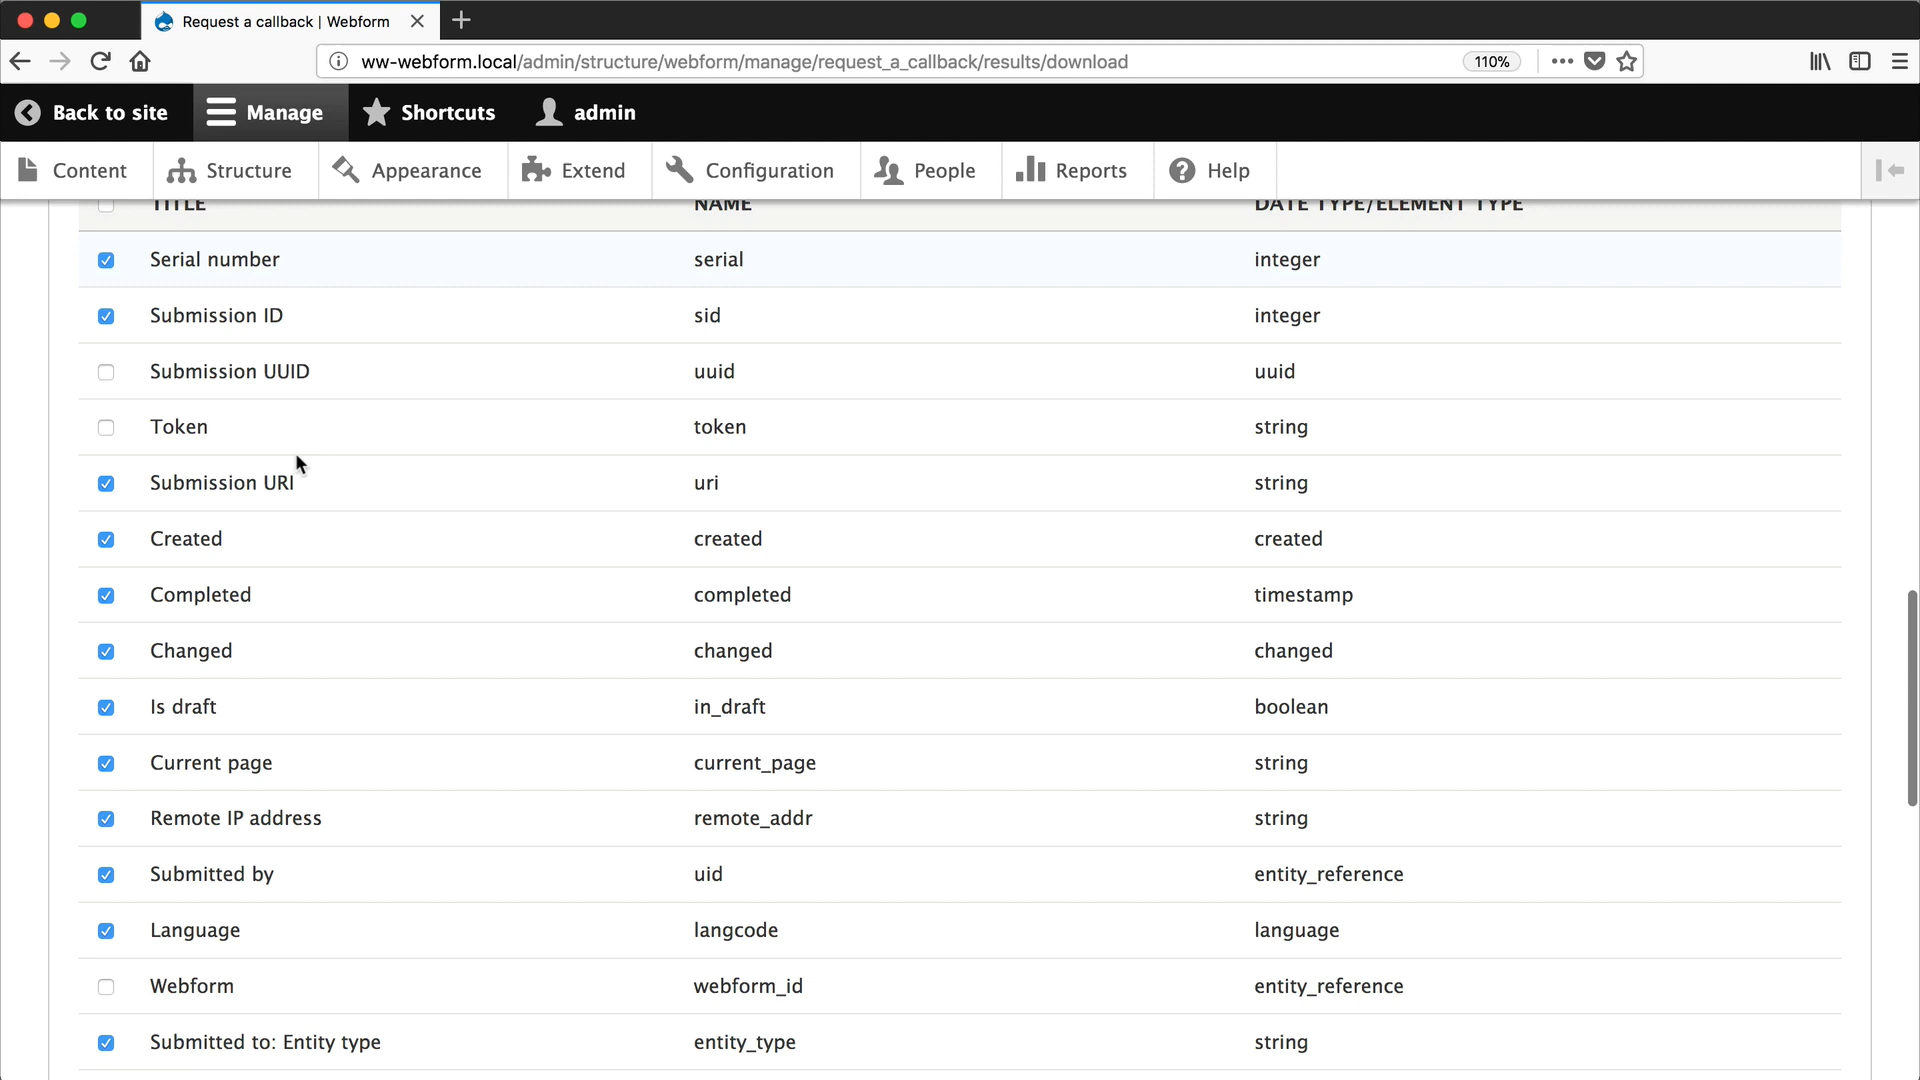 Request a callback | Webform
ww-webform.local/admin/structure/webform/manage/request_a_callback/results/download 110%
Back to site Manage Shortcuts admin
Content Structure Appearance Extend Configuration People Reports Help
TITLE NAME DATE TYPE/ELEMENT TYPE
Serial number serial integer
Submission ID sid integer
Submission UUID uuid uuid
Token token string
Submission URI uri string
Created created created
Completed completed timestamp
Changed changed changed
Is draft in_draft boolean
Current page current_page string
Remote IP address remote_addr string
Submitted by uid entity_reference
Language langcode language
Webform webform_id entity_reference
Submitted to: Entity type entity_type string